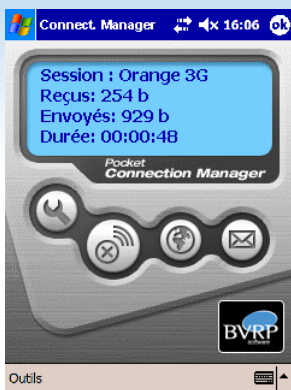 Connect. Manager 16:06 ok
Session : Orange 3G
Reçus: 254 b
Envoyés: 929 b
Durée: 00:00:48
Pocket
Connection Manager
BVRP
software
Outils